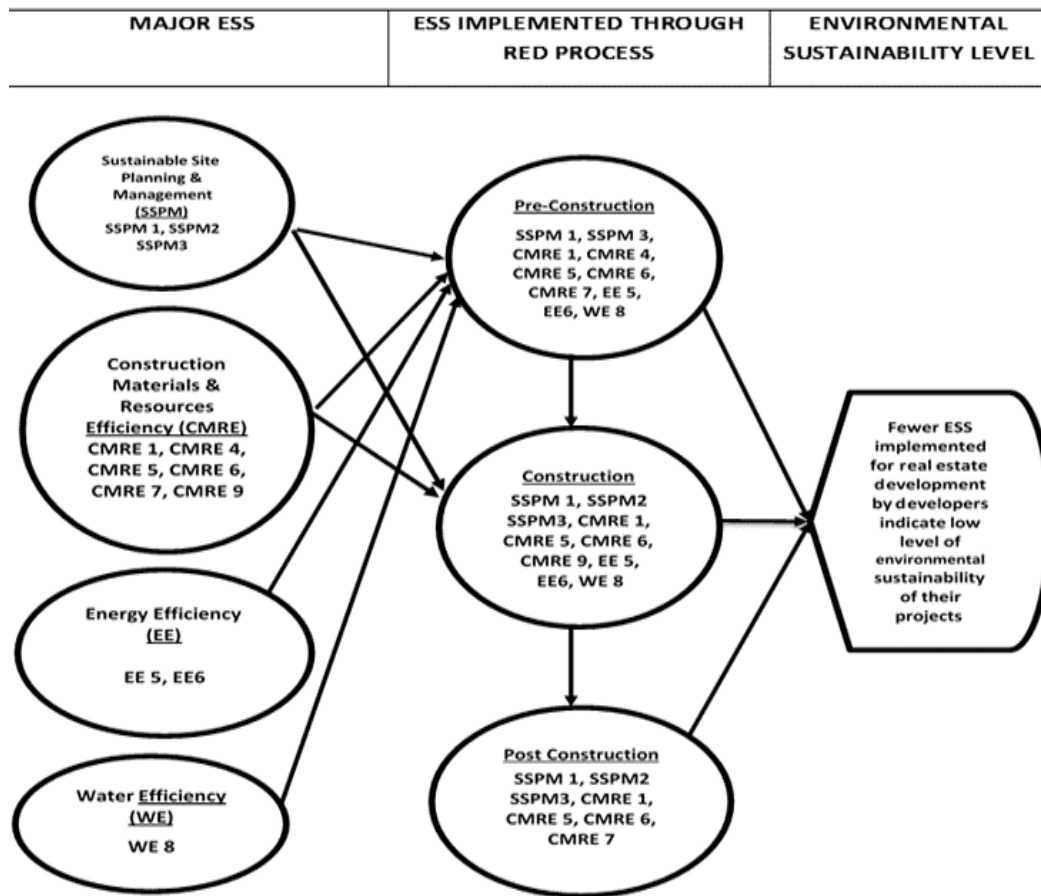 MAJOR ESS
ESS IMPLEMENTED THROUGH
RED PROCESS
ENVIRONMENTAL
SUSTAINABILITY LEVEL
Sustainable Site
Planning &
Management
(SSPM)
SSPM 1, SSPM2
SSPM3
Construction
Materials &
Resources
Efficiency (CMRE)
CMRE 1, CMRE 4,
CMRE 5, CMRE 6,
CMRE 7, CMRE 9
Energy Efficiency
(EE)
EE 5, EE6
Water Efficiency
(WE)
WE 8
Pre-Construction
SSPM 1, SSPM 3,
CMRE 1, CMRE 4,
CMRE 5, CMRE 6,
CMRE 7, EE 5,
EE6, WE 8
Construction
SSPM 1, SSPM2
SSPM3, CMRE 1,
CMRE 5, CMRE 6,
CMRE 9, EE 5,
EE6, WE 8
Post Construction
SSPM 1, SSPM2
SSPM3, CMRE 1,
CMRE 5, CMRE 6,
CMRE 7
Fewer ESS
implemented
for real estate
development
by developers
indicate low
level of
environmental
sustainability
of their
projects